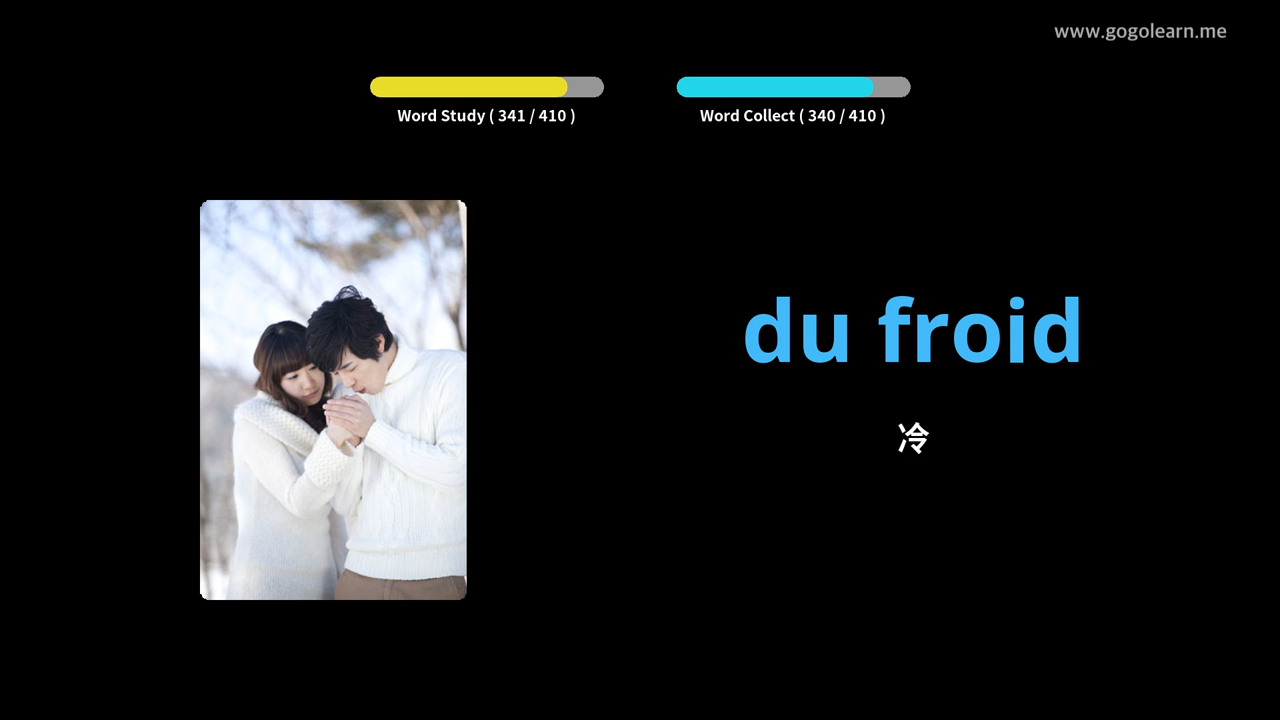 www.gogolearn.me
Word Study ( 341 / 410 )
Word Collect ( 340 / 410 )
du froid
冷